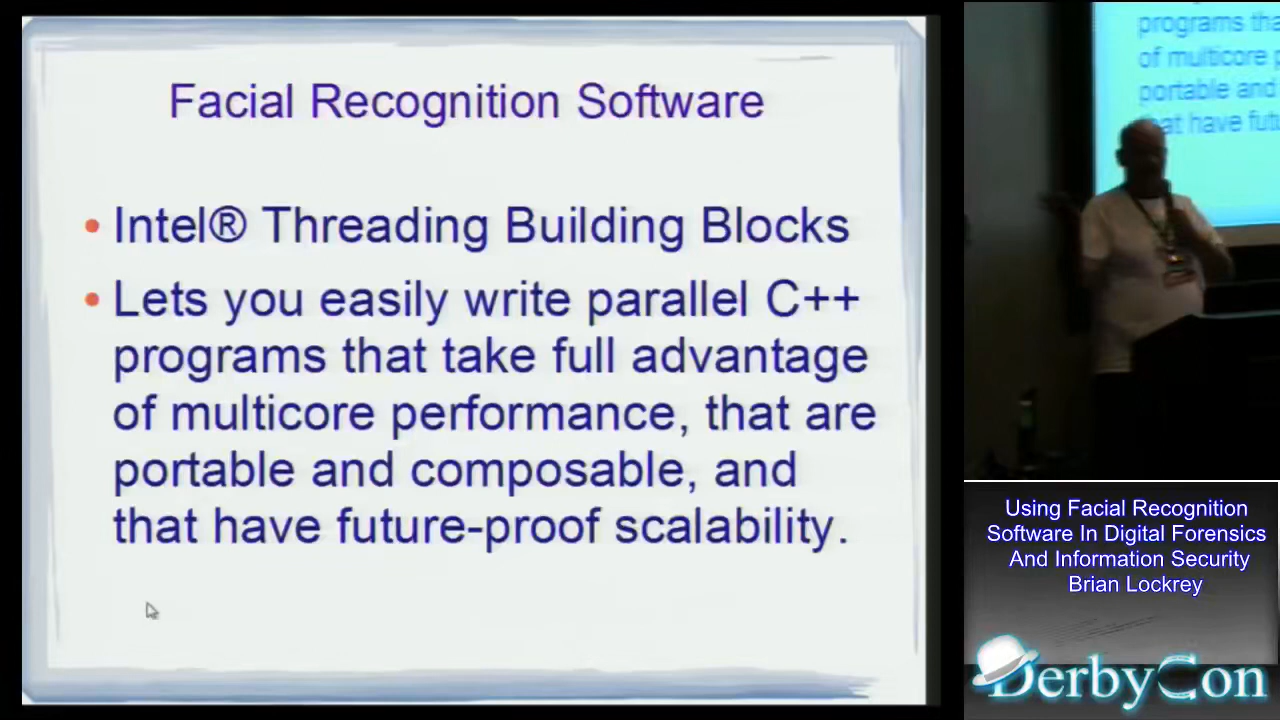 Facial Recognition Software
• Intel® Threading Building Blocks
• Lets you easily write parallel C++
programs that take full advantage
of multicore performance, that are
portable and composable, and
that have future-proof scalability.
programs tha
of multicore p
portable and
hat have futu
Using Facial Recognition
Software In Digital Forensics
And Information Security
Brian Lockrey
DerbyCon